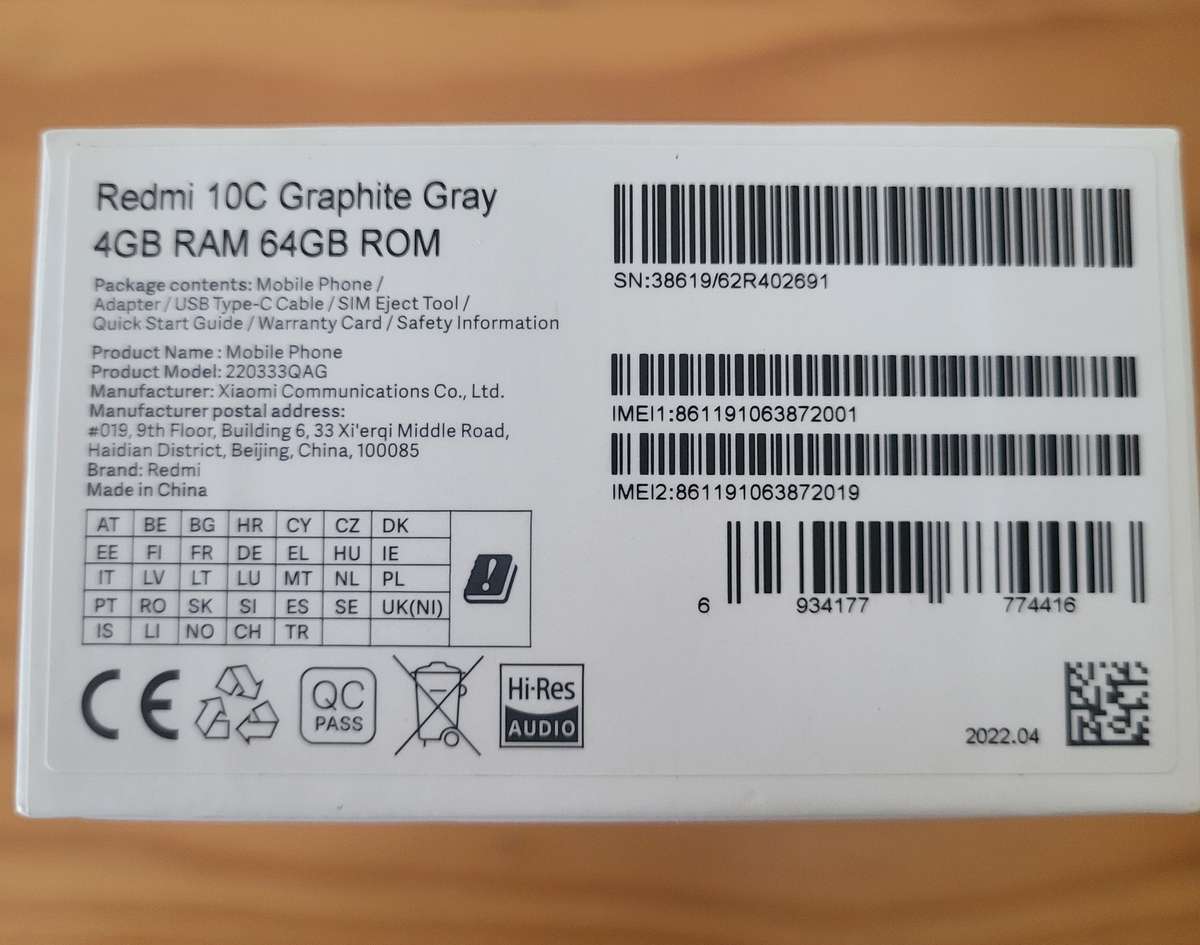 Redmi 10C Graphite Gray
4GB RAM 64GB ROM
Package contents: Mobile Phone /
Adapter / USB Type-C Cable / SIM Eject Tool /
Quick Start Guide / Warranty Card / Safety Information
Product Name : Mobile Phone
Product Model: 220333QAG
Manufacturer: Xiaomi Communications Co., Ltd.
Manufacturer postal address:
#019, 9th Floor, Building 6, 33 Xi'erqi Middle Road,
Haidian District, Beijing, China, 100085
Brand: Redmi
Made in China
AT BE BG HR CY CZ DK
EE FI FR DE EL HU IE
IT LV LT LU MT NL PL
PT RO SK SI ES SE UK(NI)
IS LI NO CH TR
CE
QC
PASS
Hi-Res
AUDIO
SN:38619/62R402691
IMEI1:861191063872001
IMEI2:861191063872019
6 934177 774416
2022.04